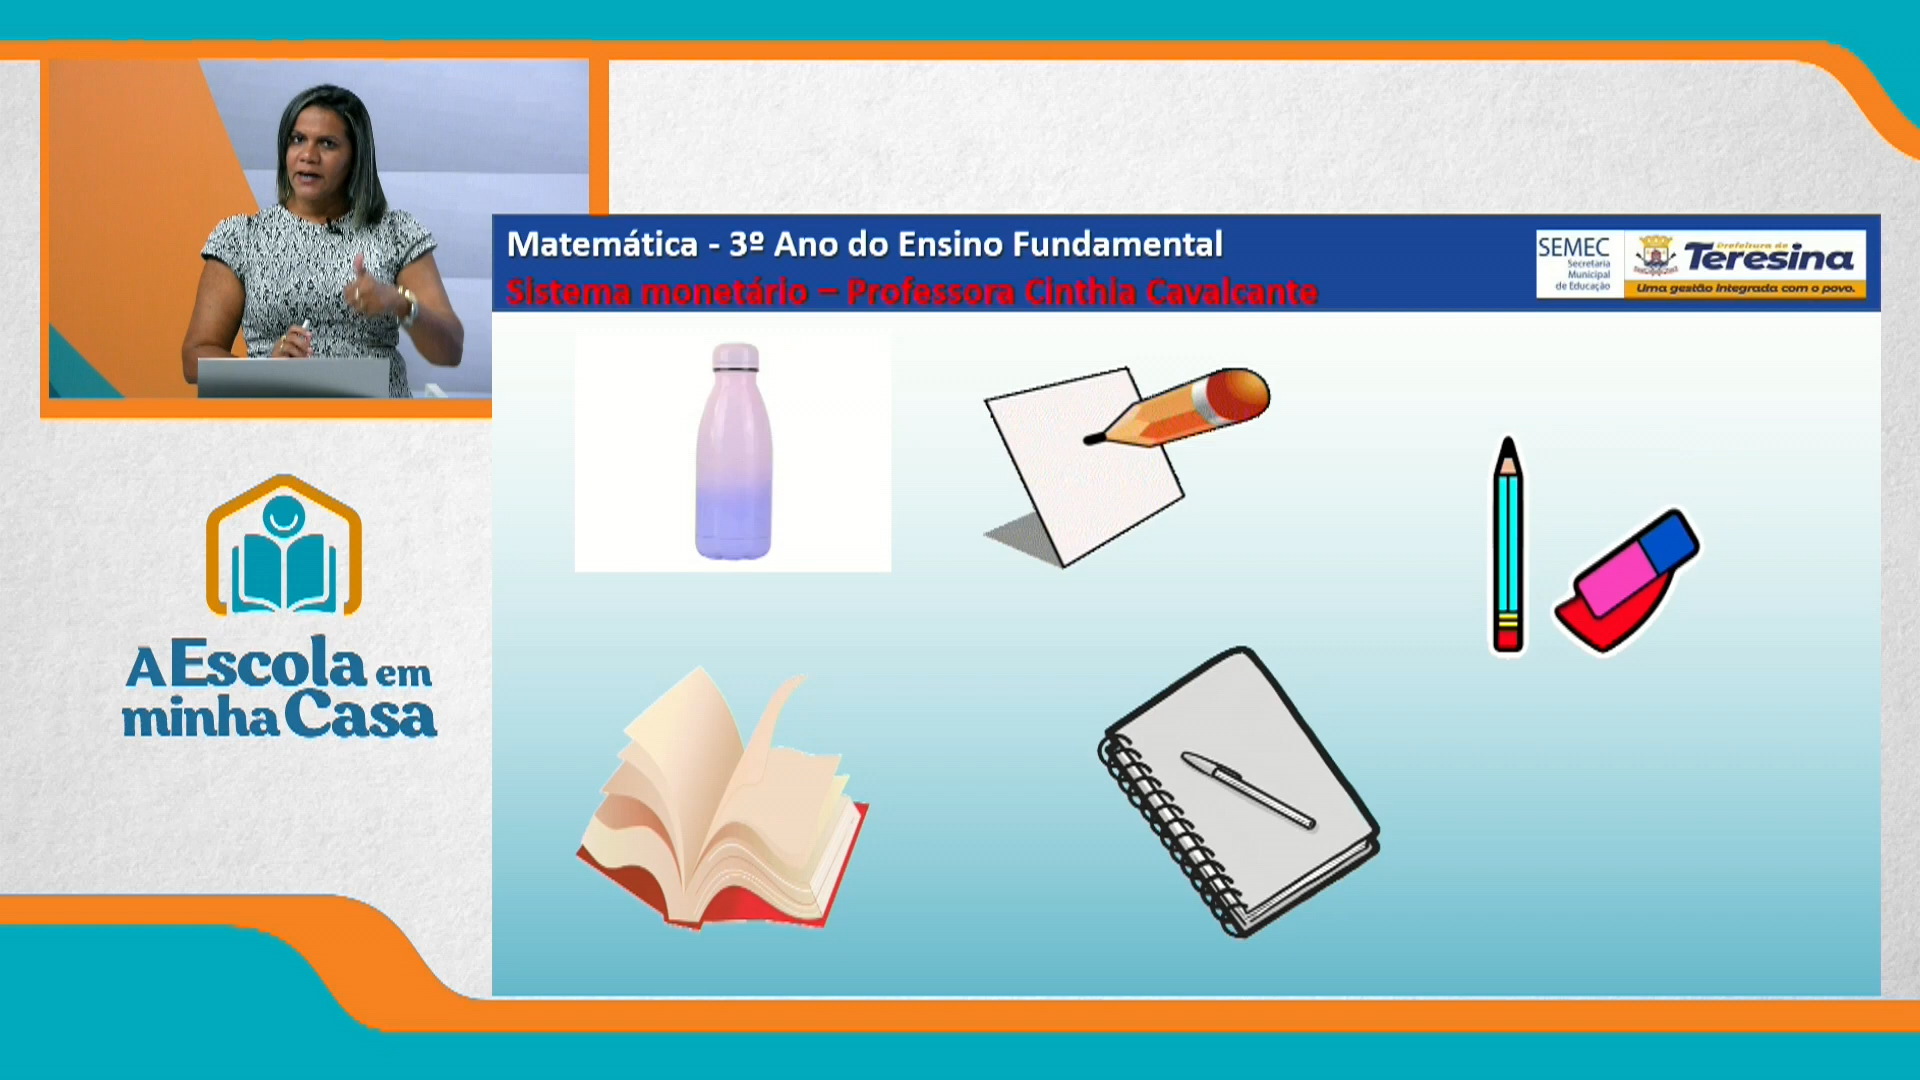 Matemática - 3º Ano do Ensino Fundamental
Sistema monetário – Professora Cinthia Cavalcante
SEMEC
Secretaria
Municipal
de Educação
Prefeitura de
Teresina
Uma gestão integrada com o povo.
A Escola em
minha Casa